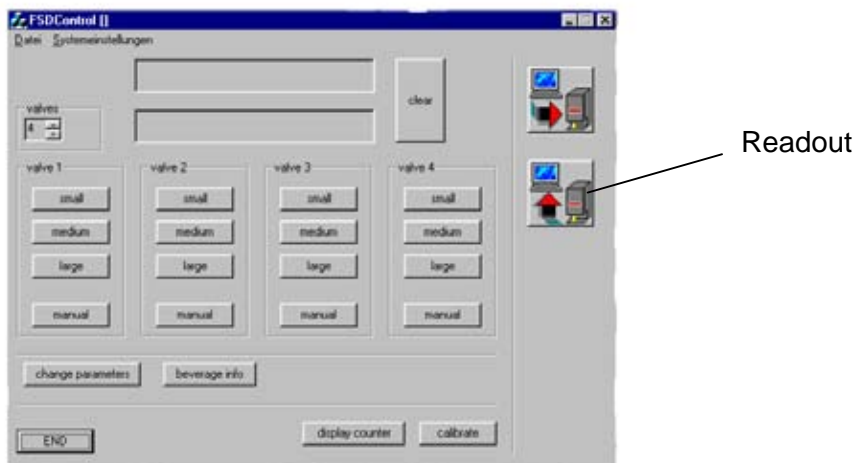 FSDControl []
Datei Systemeinstellungen
clear
valves
4
Readout
valve 1 valve 2 valve 3 valve 4
small small small small
medium medium medium medium
large large large large
manual manual manual manual
change parameters beverage info
END display counter calibrate